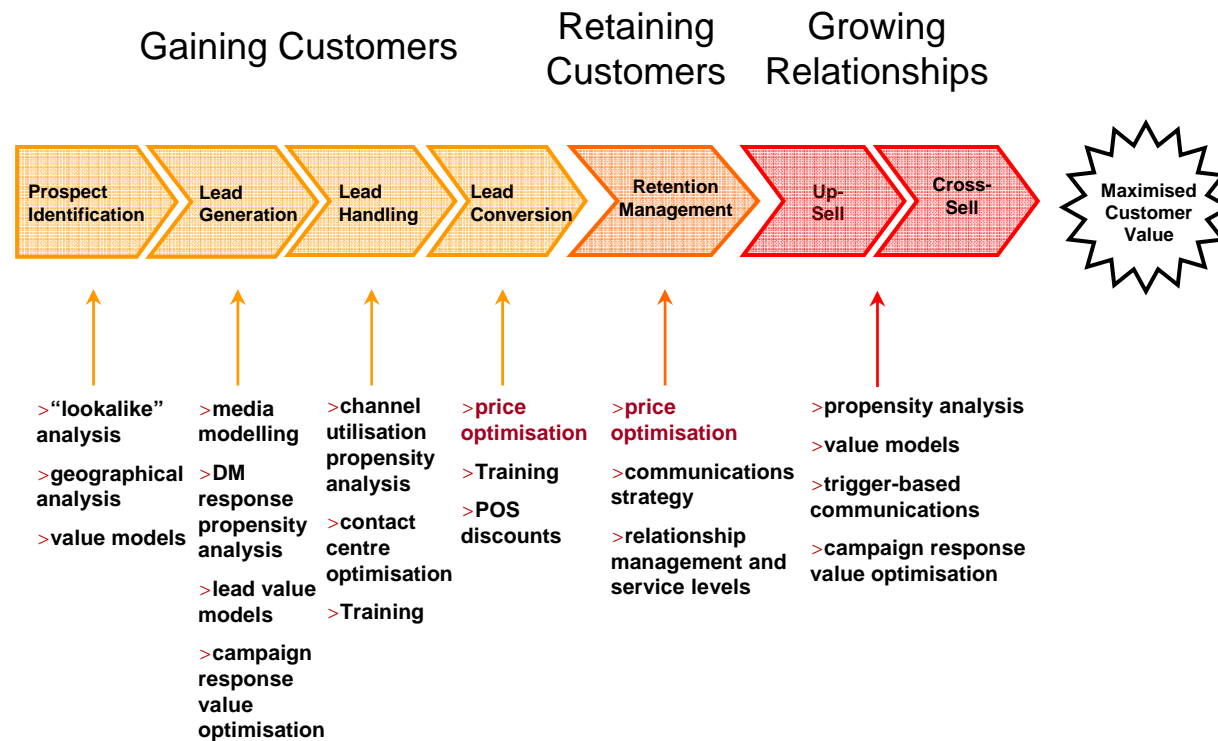 Gaining Customers
Retaining
Customers
Growing
Relationships
Prospect
Identification
Lead
Generation
Lead
Handling
Lead
Conversion
Retention
Management
Up-
Sell
Cross-
Sell
Maximised
Customer
Value
>“lookalike”
analysis
>geographical
analysis
>value models
>media
modelling
>DM
response
propensity
analysis
>lead value
models
>campaign
response
value
optimisation
>channel
utilisation
propensity
analysis
>contact
centre
optimisation
>Training
>price
optimisation
>Training
>POS
discounts
>price
optimisation
>communications
strategy
>relationship
management and
service levels
>propensity analysis
>value models
>trigger-based
communications
>campaign response
value optimisation